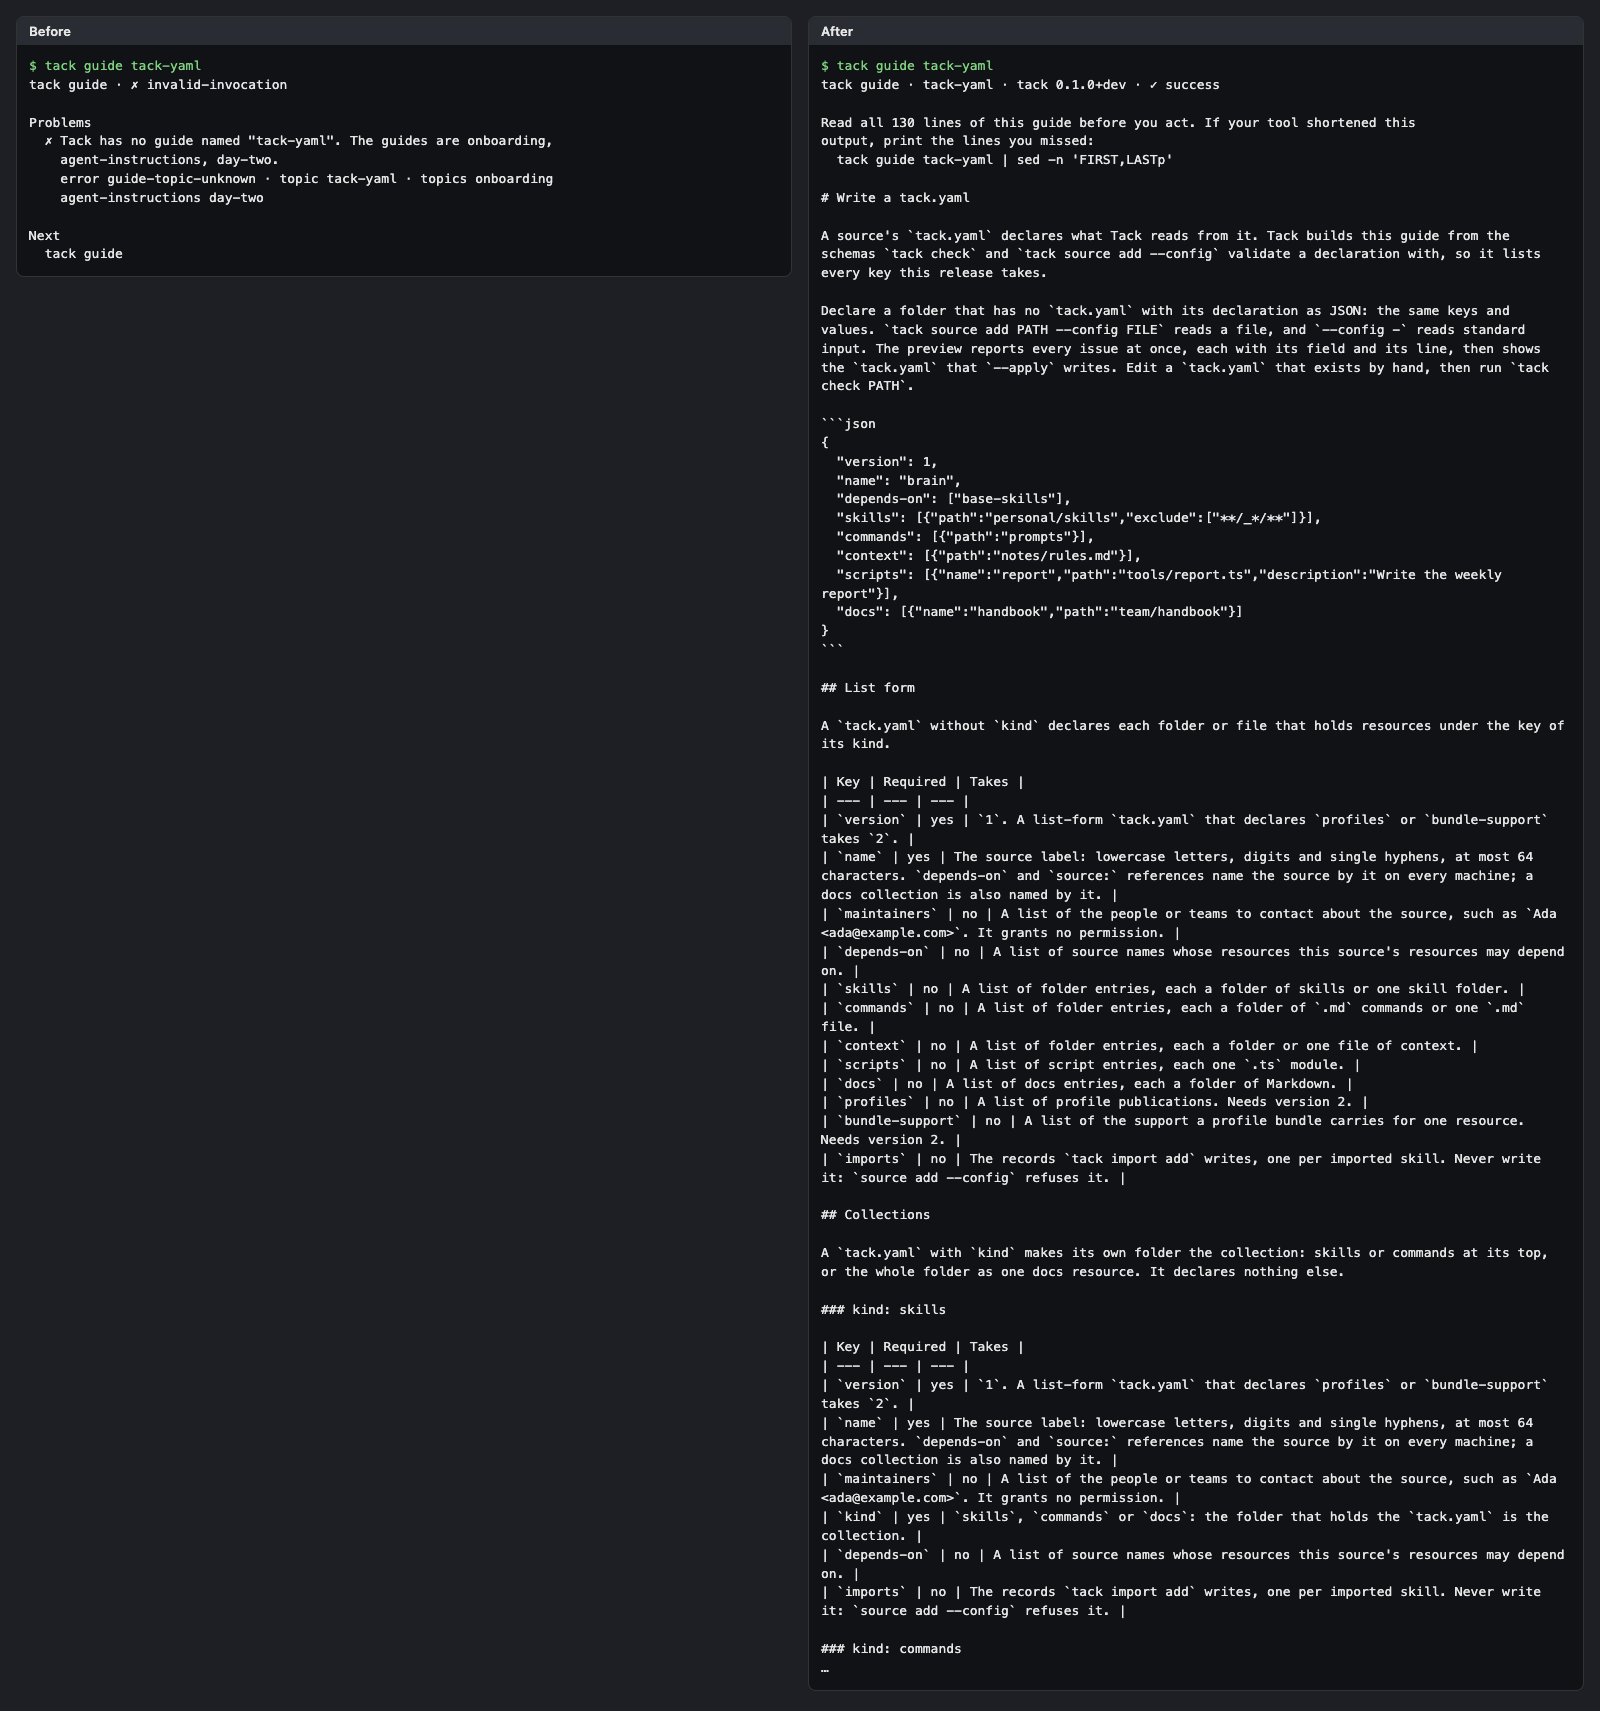 Before
$ tack guide tack-yaml
tack guide · ✗ invalid-invocation
Problems
✗ Tack has no guide named "tack-yaml". The guides are onboarding,
agent-instructions, day-two.
error guide-topic-unknown · topic tack-yaml · topics onboarding
agent-instructions day-two
Next
tack guide
After
$ tack guide tack-yaml
tack guide · tack-yaml · tack 0.1.0+dev · ✓ success
Read all 130 lines of this guide before you act. If your tool shortened this
output, print the lines you missed:
tack guide tack-yaml | sed -n 'FIRST,LASTp'
# Write a tack.yaml
A source's `tack.yaml` declares what Tack reads from it. Tack builds this guide from the
schemas `tack check` and `tack source add --config` validate a declaration with, so it lists
every key this release takes.
Declare a folder that has no `tack.yaml` with its declaration as JSON: the same keys and
values. `tack source add PATH --config FILE` reads a file, and `--config -` reads standard
input. The preview reports every issue at once, each with its field and its line, then shows
the `tack.yaml` that `--apply` writes. Edit a `tack.yaml` that exists by hand, then run `tack
check PATH`.
```json
{
"version": 1,
"name": "brain",
"depends-on": ["base-skills"],
"skills": [{"path":"personal/skills","exclude":["**/_*/**"]}],
"commands": [{"path":"prompts"}],
"context": [{"path":"notes/rules.md"}],
"scripts": [{"name":"report","path":"tools/report.ts","description":"Write the weekly
report"}],
"docs": [{"name":"handbook","path":"team/handbook"}]
}
```
## List form
A `tack.yaml` without `kind` declares each folder or file that holds resources under the key of
its kind.
| Key | Required | Takes |
| --- | --- | --- |
| `version` | yes | `1`. A list-form `tack.yaml` that declares `profiles` or `bundle-support`
takes `2`. |
| `name` | yes | The source label: lowercase letters, digits and single hyphens, at most 64
characters. `depends-on` and `source:` references name the source by it on every machine; a
docs collection is also named by it. |
| `maintainers` | no | A list of the people or teams to contact about the source, such as `Ada
<ada@example.com>`. It grants no permission. |
| `depends-on` | no | A list of source names whose resources this source's resources may depend
on. |
| `skills` | no | A list of folder entries, each a folder of skills or one skill folder. |
| `commands` | no | A list of folder entries, each a folder of `.md` commands or one `.md`
file. |
| `context` | no | A list of folder entries, each a folder or one file of context. |
| `scripts` | no | A list of script entries, each one `.ts` module. |
| `docs` | no | A list of docs entries, each a folder of Markdown. |
| `profiles` | no | A list of profile publications. Needs version 2. |
| `bundle-support` | no | A list of the support a profile bundle carries for one resource.
Needs version 2. |
| `imports` | no | The records `tack import add` writes, one per imported skill. Never write
it: `source add --config` refuses it. |
## Collections
A `tack.yaml` with `kind` makes its own folder the collection: skills or commands at its top,
or the whole folder as one docs resource. It declares nothing else.
### kind: skills
| Key | Required | Takes |
| --- | --- | --- |
| `version` | yes | `1`. A list-form `tack.yaml` that declares `profiles` or `bundle-support`
takes `2`. |
| `name` | yes | The source label: lowercase letters, digits and single hyphens, at most 64
characters. `depends-on` and `source:` references name the source by it on every machine; a
docs collection is also named by it. |
| `maintainers` | no | A list of the people or teams to contact about the source, such as `Ada
<ada@example.com>`. It grants no permission. |
| `kind` | yes | `skills`, `commands` or `docs`: the folder that holds the `tack.yaml` is the
collection. |
| `depends-on` | no | A list of source names whose resources this source's resources may depend
on. |
| `imports` | no | The records `tack import add` writes, one per imported skill. Never write
it: `source add --config` refuses it. |
### kind: commands
…